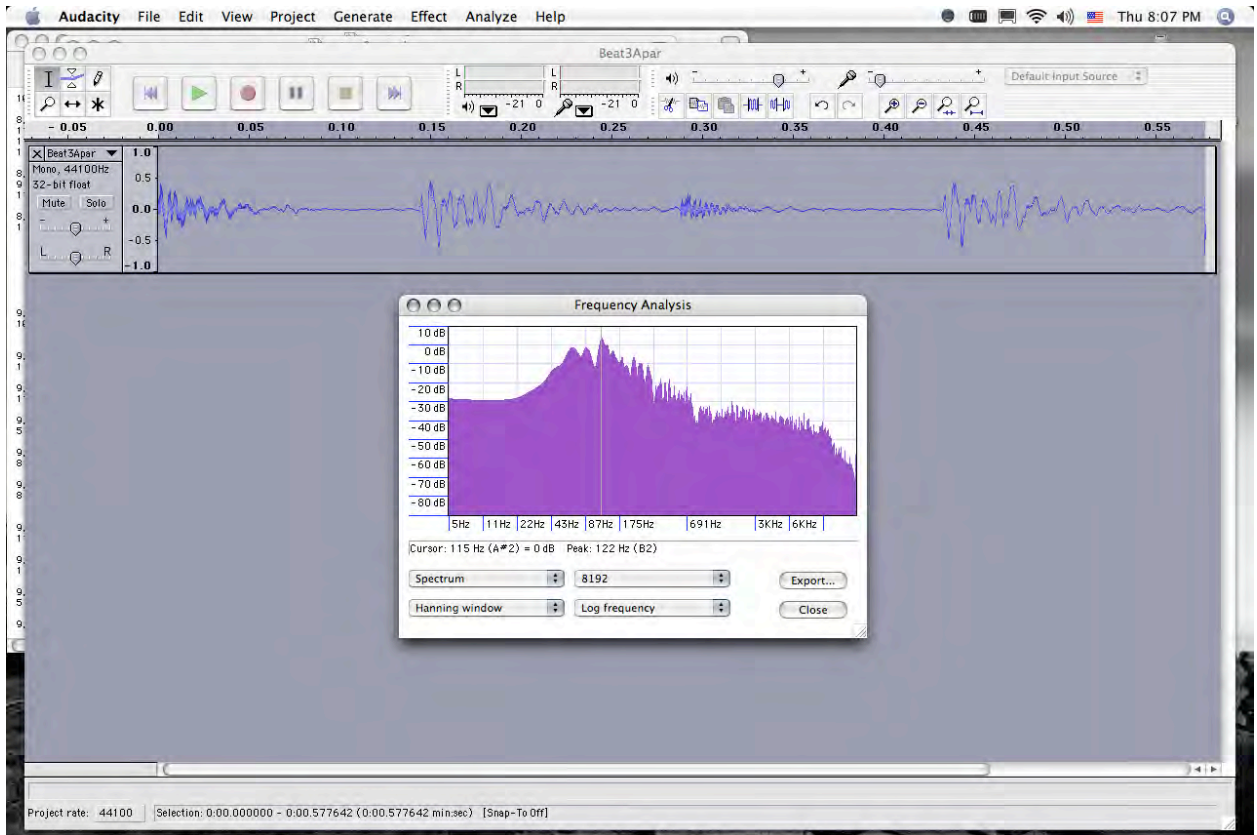 Audacity File Edit View Project Generate Effect Analyze Help Thu 8:07 PM
Beat3Apar
L L
R R
-21 0 -21 0
- + - +
Default Input Source
- 0.05 0.00 0.05 0.10 0.15 0.20 0.25 0.30 0.35 0.40 0.45 0.50 0.55
X Beat3Apar 1.0
Mono, 44100Hz
32-bit float 0.5
Mute Solo
- + 0.0
L R -0.5
-1.0
Frequency Analysis
10 dB
0 dB
-10 dB
-20 dB
-30 dB
-40 dB
-50 dB
-60 dB
-70 dB
-80 dB
5Hz 11Hz 22Hz 43Hz 87Hz 175Hz 691Hz 3KHz 6KHz
Cursor: 115 Hz (A#2) = 0 dB Peak: 122 Hz (B2)
Spectrum 8192 Export...
Hanning window Log frequency Close
Project rate: 44100 Selection: 0:00.000000 - 0:00.577642 (0:00.577642 min:sec) [Snap-To Off]